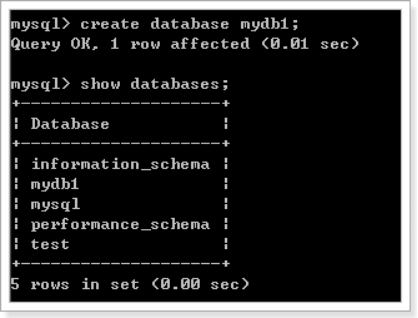 mysql> create database mydb1;
Query OK, 1 row affected (0.01 sec)
mysql> show databases;
+--------------------+
| Database           |
+--------------------+
| information_schema |
| mydb1              |
| mysql              |
| performance_schema |
| test               |
+--------------------+
5 rows in set (0.00 sec)